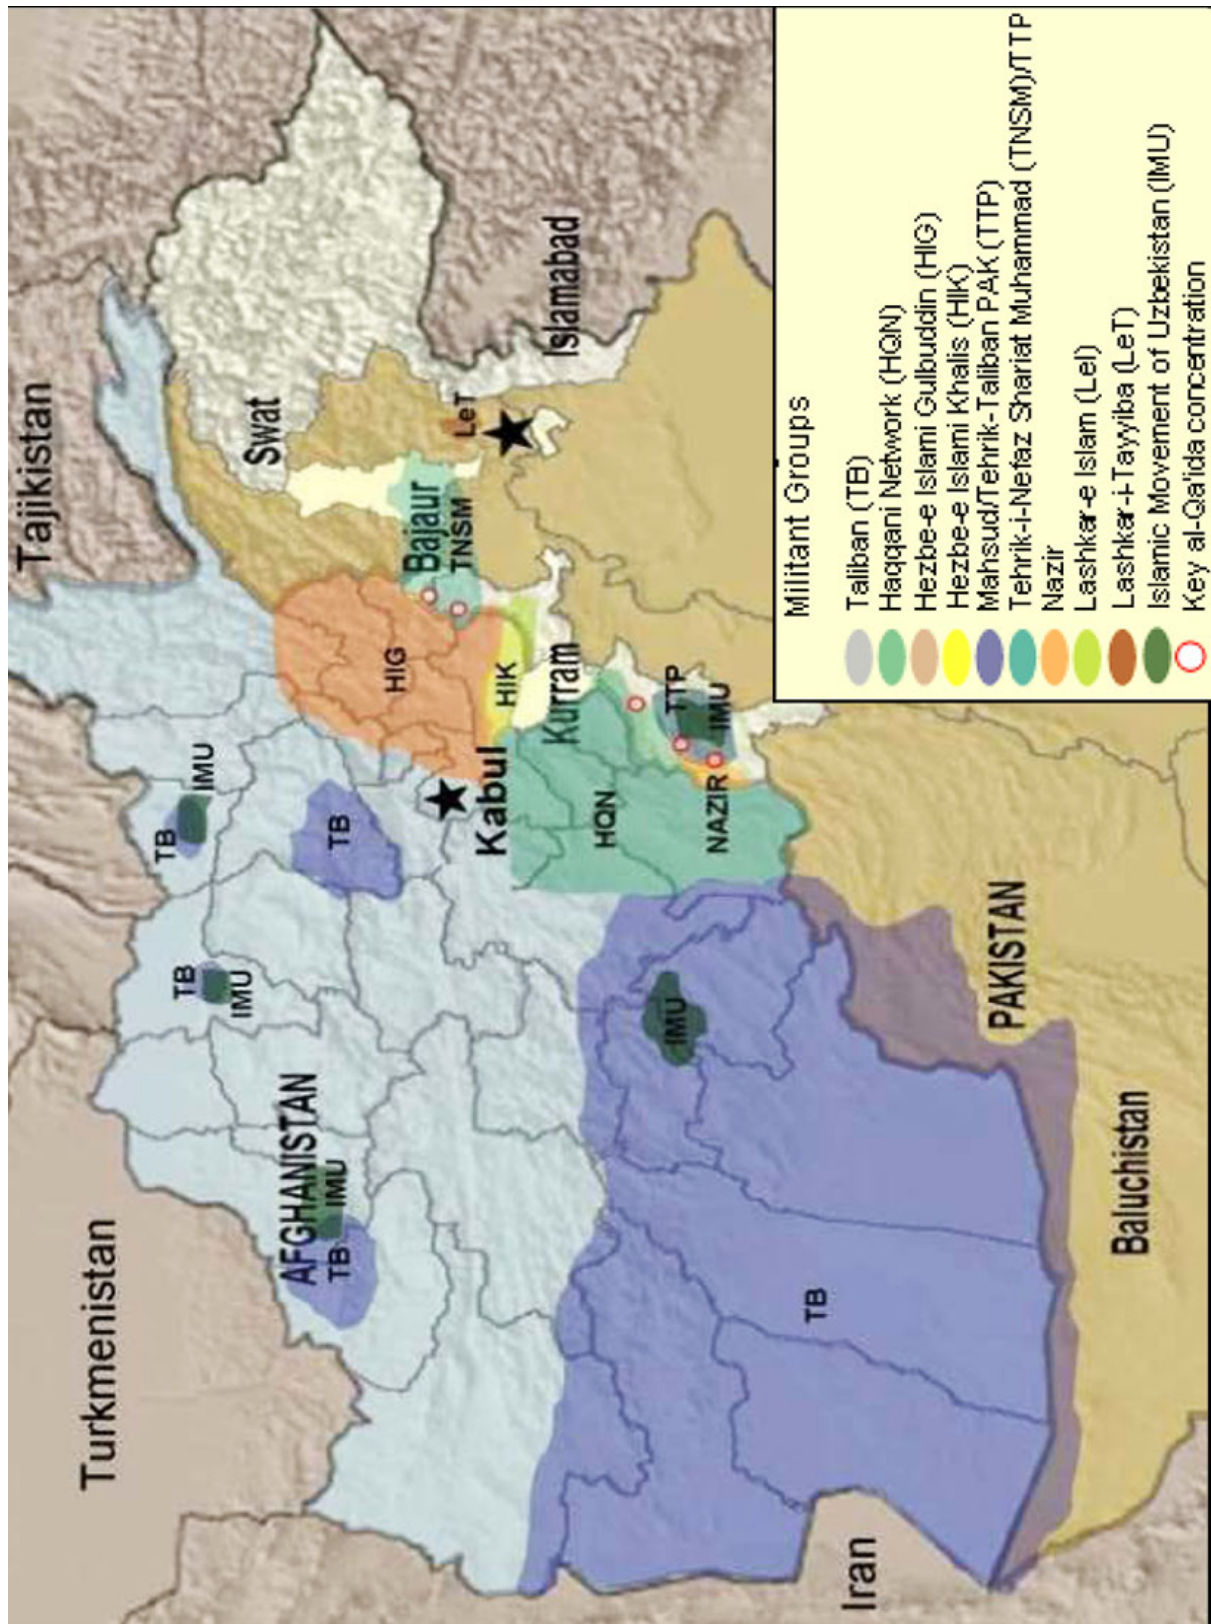 Turkmenistan
Tajikistan
AFGHANISTAN
TB
IMU
TB
IMU
TB
IMU
TB
HIG
Swat
Bajaur
TNSM
LeT
Islamabad
Kabul
HIK
Kurram
HQN
TTP
IMU
NAZIR
IMU
TB
Iran
PAKISTAN
Baluchistan
Militant Groups
Taliban (TB)
Haqqani Network (HQN)
Hezbe-e Islami Gulbuddin (HIG)
Hezbe-e Islami Khalis (HIK)
Mahsud/Tehrik-Taliban PAK (TTP)
Tehrik-i-Nefaz Shariat Muhammad (TNSM)/TTP
Nazir
Lashkar-e Islam (LeI)
Lashkar-i-Tayyiba (LeT)
Islamic Movement of Uzbekistan (IMU)
Key al-Qa'ida concentration